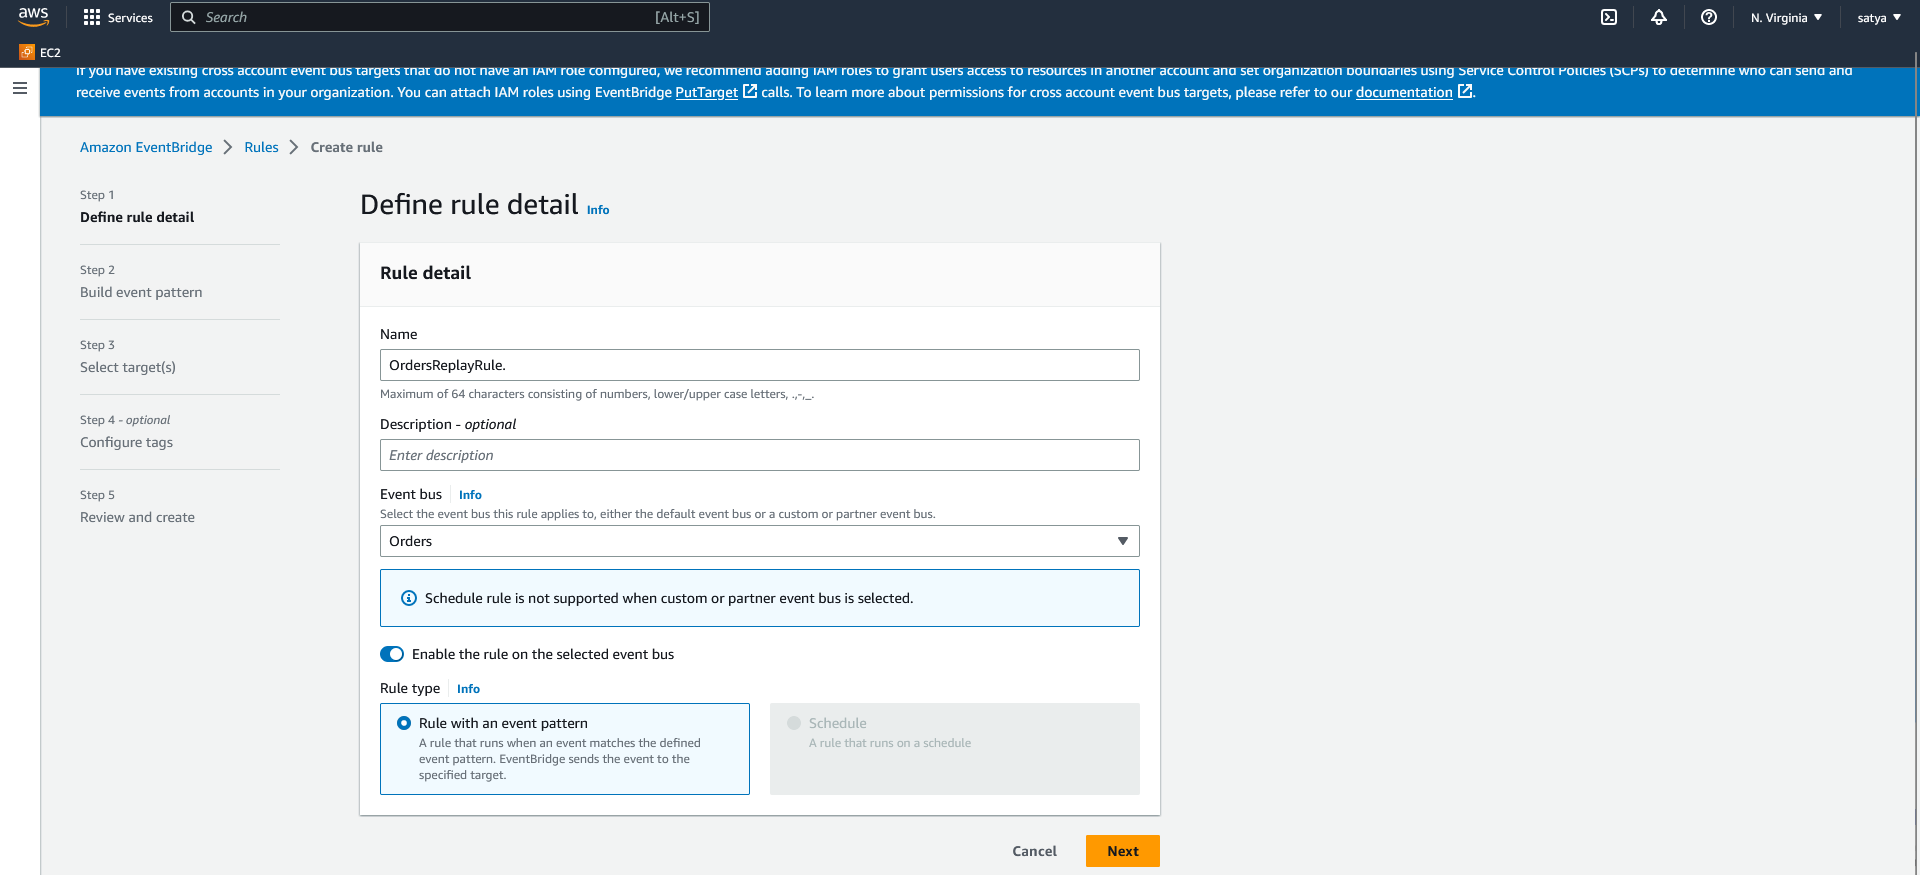 aws
Services
Search
[Alt+S]
N. Virginia
satya
EC2
If you have existing cross account event bus targets that do not have an IAM role configured, we recommend adding IAM roles to grant users access to resources in another account and set organization boundaries using Service Control Policies (SCPs) to determine who can send and
receive events from accounts in your organization. You can attach IAM roles using EventBridge PutTarget calls. To learn more about permissions for cross account event bus targets, please refer to our documentation .
Amazon EventBridge
Rules
Create rule
Step 1
Define rule detail
Step 2
Build event pattern
Step 3
Select target(s)
Step 4 - optional
Configure tags
Step 5
Review and create
Define rule detail Info
Rule detail
Name
OrdersReplayRule.
Maximum of 64 characters consisting of numbers, lower/upper case letters, .,-,_.
Description - optional
Enter description
Event bus Info
Select the event bus this rule applies to, either the default event bus or a custom or partner event bus.
Orders
Schedule rule is not supported when custom or partner event bus is selected.
Enable the rule on the selected event bus
Rule type Info
Rule with an event pattern
A rule that runs when an event matches the defined
event pattern. EventBridge sends the event to the
specified target.
Schedule
A rule that runs on a schedule
Cancel
Next